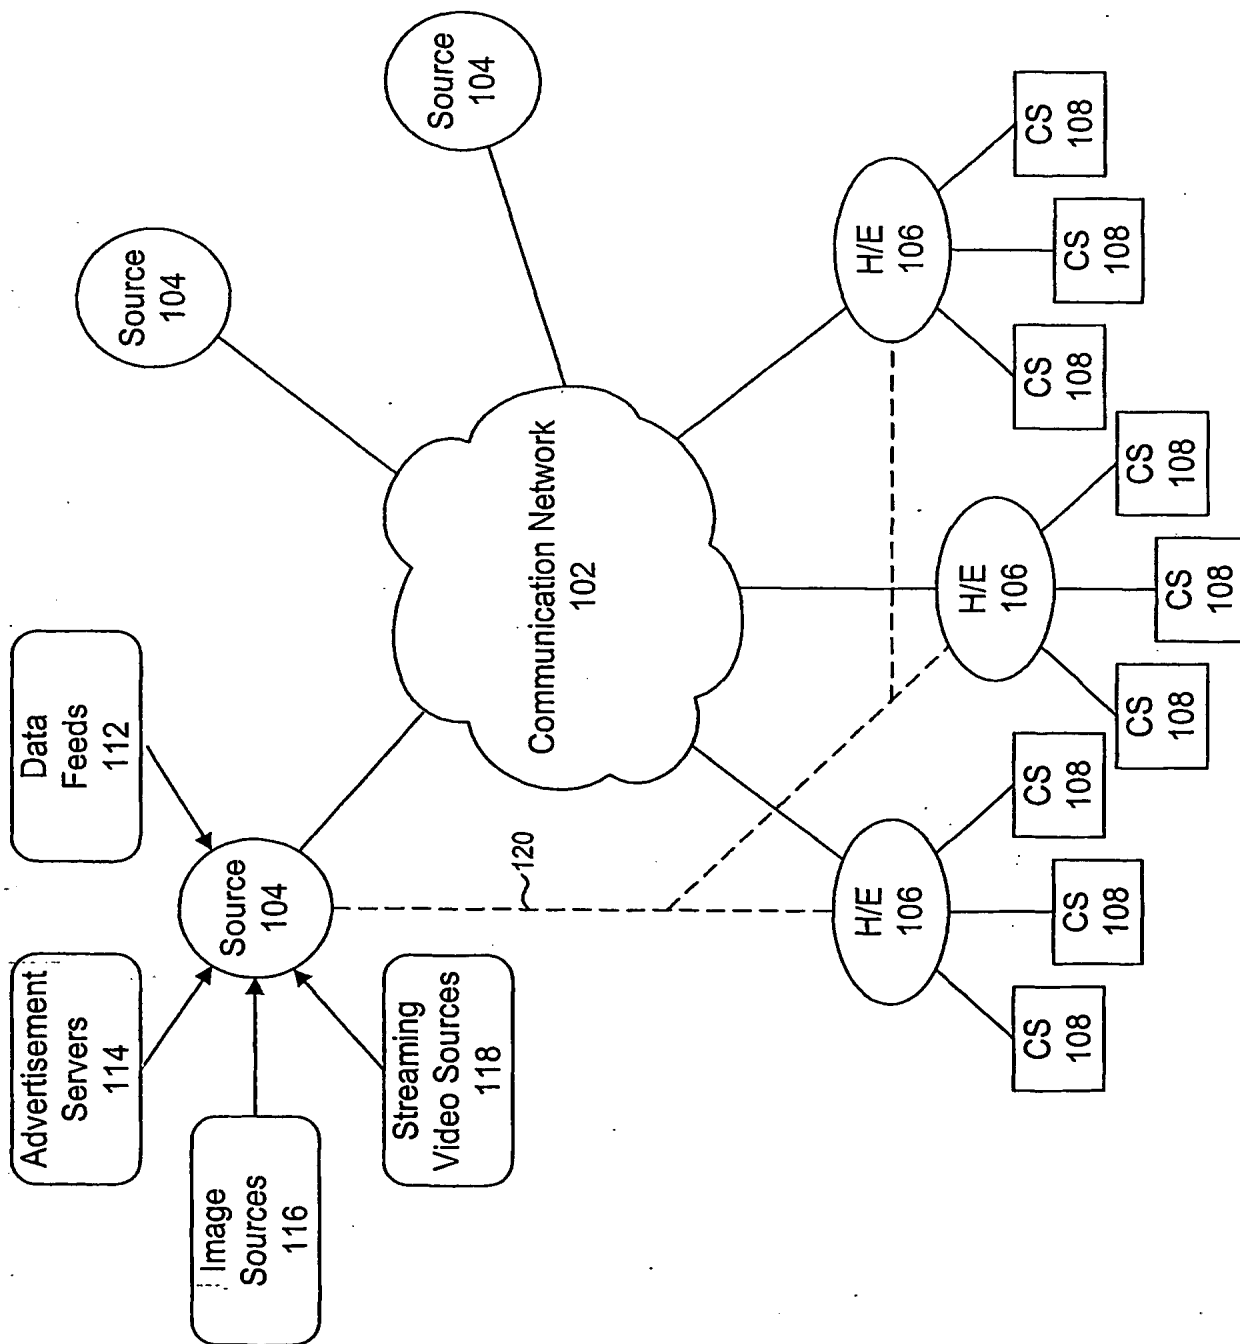 Advertisement
Servers
114
Data
Feeds
112
Image
Sources
116
Streaming
Video Sources
118
Source
104
Source
104
Source
104
120
Communication Network
102
H/E
106
H/E
106
H/E
106
CS
108
CS
108
CS
108
CS
108
CS
108
CS
108
CS
108
CS
108
CS
108